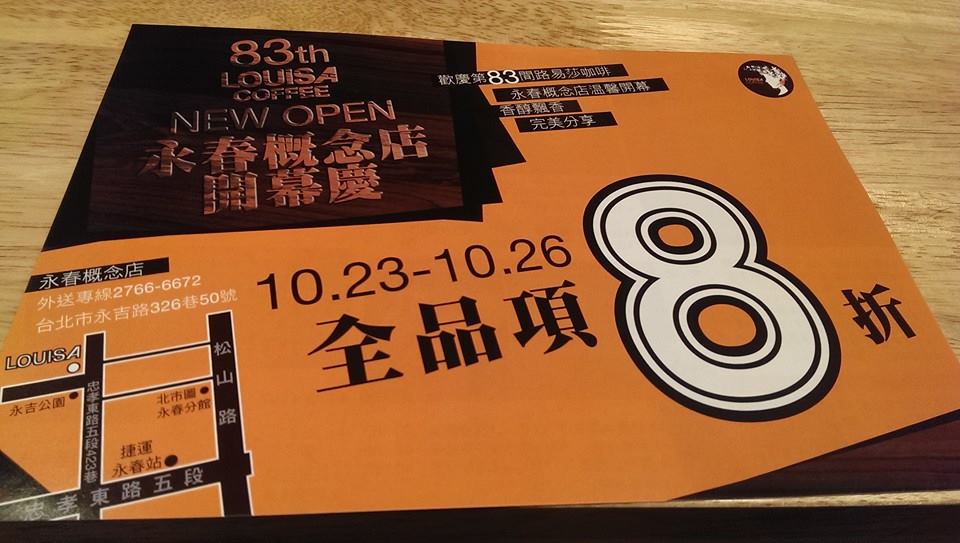 83th
LOUISA
COFFEE
NEW OPEN
永春概念店
開幕慶
歡慶第83間路易莎咖啡
永春概念店溫馨開幕
香醇飄香
完美分享
LOUISA
永春概念店
外送專線2766-6672
台北市永吉路326巷50號
10.23-10.26
全品項8折
LOUISA
永吉公園
忠孝東路五段423巷
松山路
北市圖
永春分館
捷運
永春站
忠孝東路五段